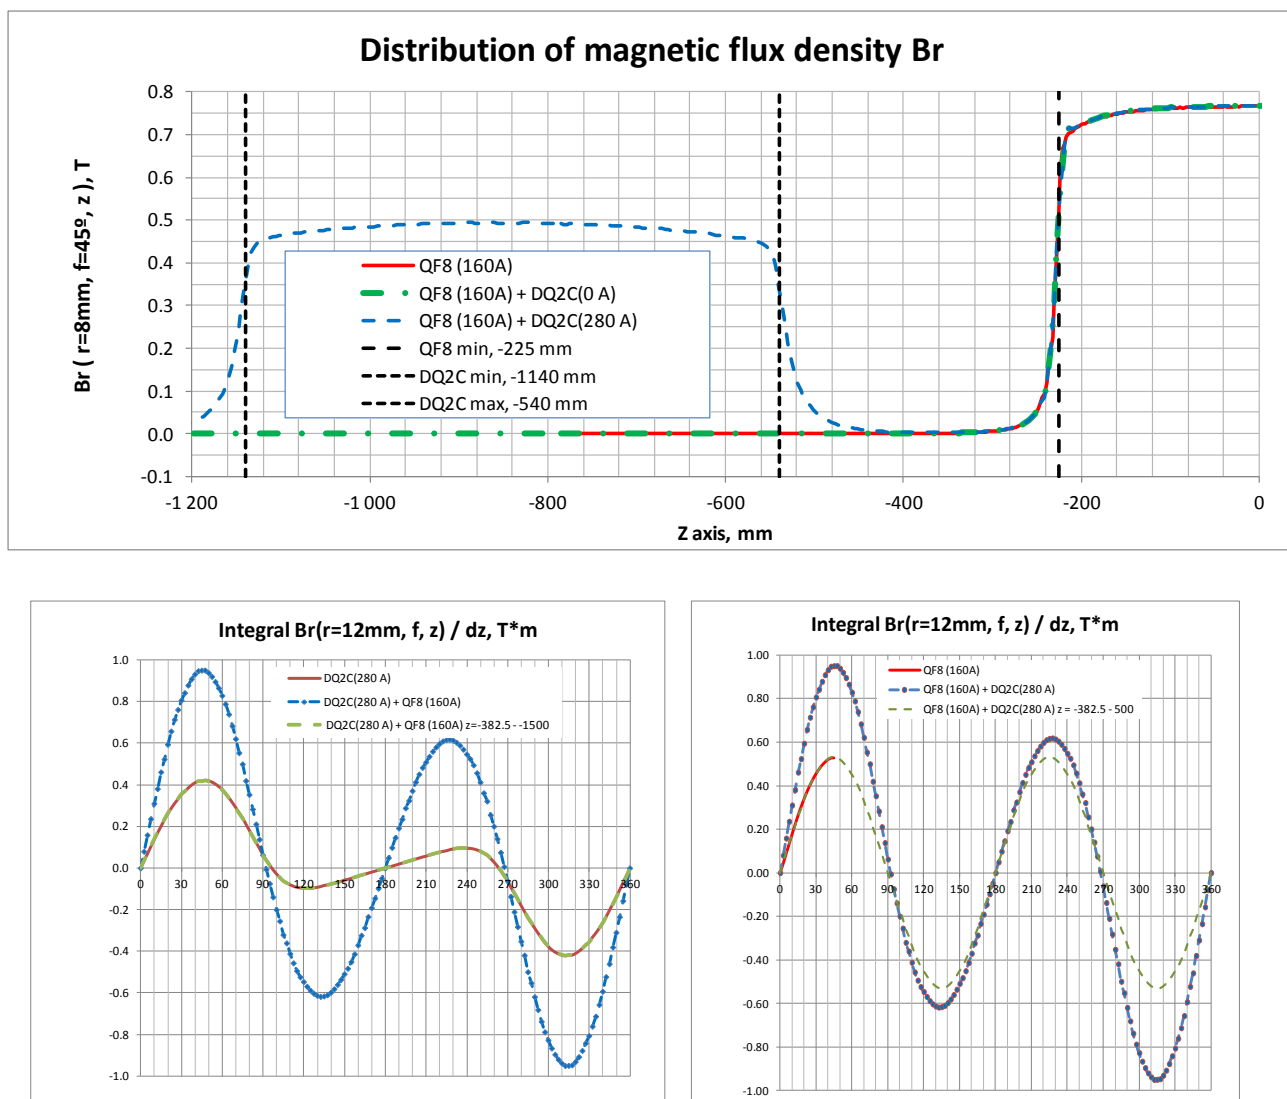 Distribution of magnetic flux density Br
Br ( r=8mm, f=45º, z ), T
0.8
0.7
0.6
0.5
0.4
0.3
0.2
0.1
0.0
-0.1
QF8 (160A)
QF8 (160A) + DQ2C(0 A)
QF8 (160A) + DQ2C(280 A)
QF8 min, -225 mm
DQ2C min, -1140 mm
DQ2C max, -540 mm
-1 200 -1 000 -800 -600 -400 -200 0
Z axis, mm
Integral Br(r=12mm, f, z) / dz, T*m
1.0
0.8
0.6
0.4
0.2
0.0
-0.2
-0.4
-0.6
-0.8
-1.0
DQ2C(280 A)
DQ2C(280 A) + QF8 (160A)
DQ2C(280 A) + QF8 (160A) z=-382.5 - -1500
0 30 60 90 120 150 180 210 240 270 300 330 360
Integral Br(r=12mm, f, z) / dz, T*m
1.00
0.80
0.60
0.40
0.20
0.00
-0.20
-0.40
-0.60
-0.80
-1.00
QF8 (160A)
QF8 (160A) + DQ2C(280 A)
QF8 (160A) + DQ2C(280 A) z = -382.5 - 500
0 30 60 90 120 150 180 210 240 270 300 330 360